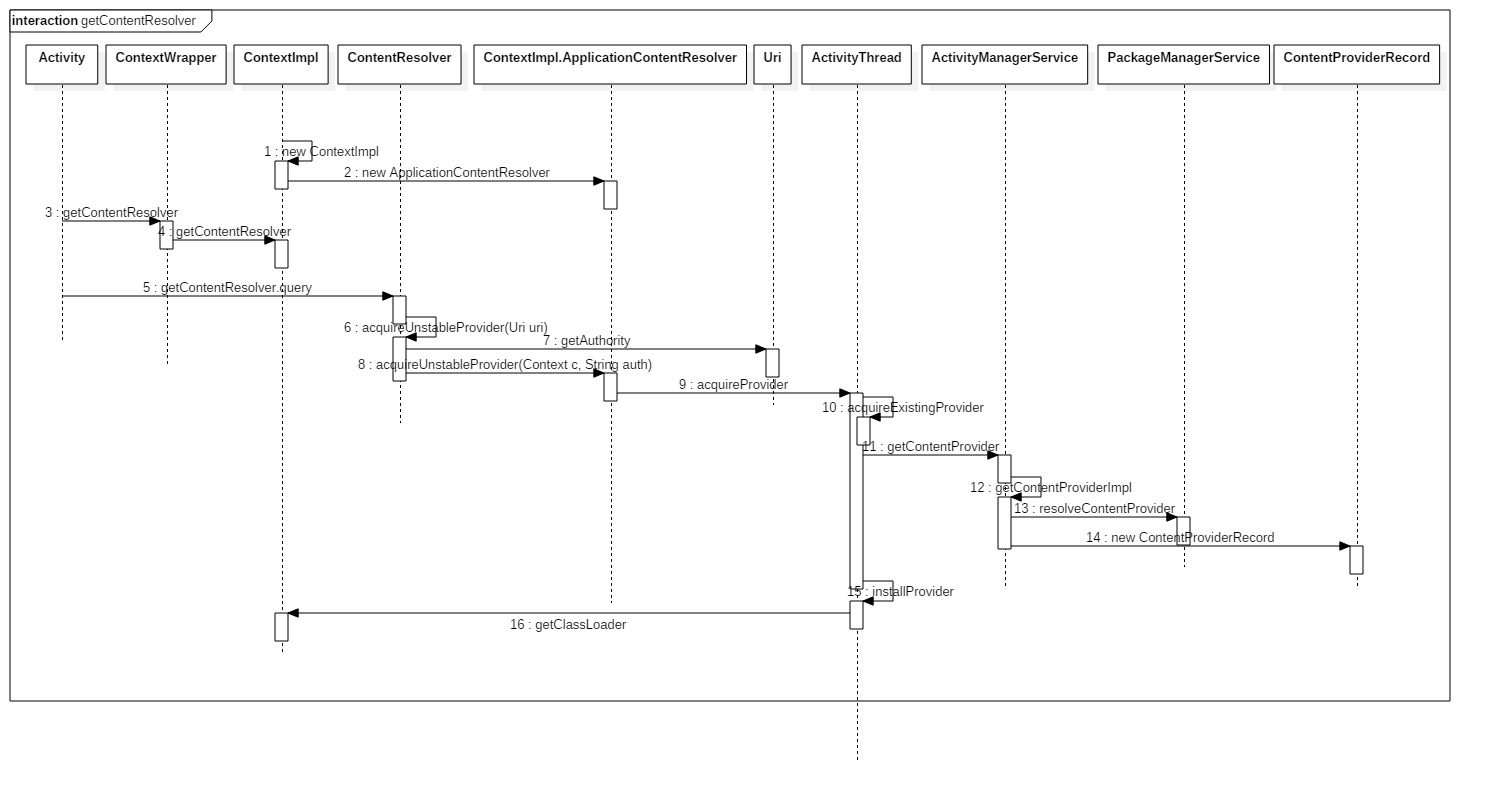 interaction getContentResolver
Activity
ContextWrapper
ContextImpl
ContentResolver
ContextImpl.ApplicationContentResolver
Uri
ActivityThread
ActivityManagerService
PackageManagerService
ContentProviderRecord
1 : new ContextImpl
2 : new ApplicationContentResolver
3 : getContentResolver
4 : getContentResolver
5 : getContentResolver.query
6 : acquireUnstableProvider(Uri uri)
7 : getAuthority
8 : acquireUnstableProvider(Context c, String auth)
9 : acquireProvider
10 : acquireExistingProvider
11 : getContentProvider
12 : getContentProviderImpl
13 : resolveContentProvider
14 : new ContentProviderRecord
15 : installProvider
16 : getClassLoader